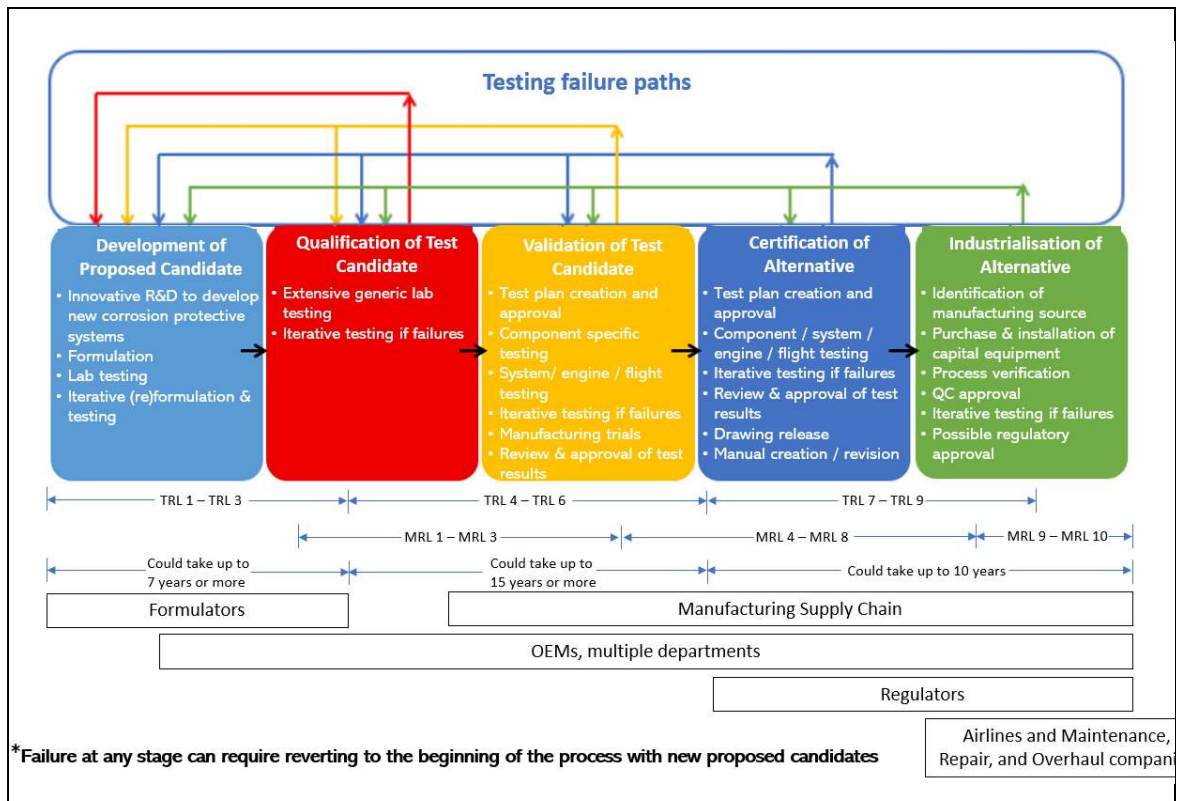 Testing failure paths
Development of
Proposed Candidate
• Innovative R&D to develop
new corrosion protective
systems
• Formulation
• Lab testing
• Iterative (re)formulation &
testing
Qualification of Test
Candidate
• Extensive generic lab
testing
• Iterative testing if failures
Validation of Test
Candidate
• Test plan creation and
approval
• Component specific
testing
• System/ engine / flight
testing
• Iterative testing if failures
• Manufacturing trials
• Review & approval of test
results
Certification of
Alternative
• Test plan creation and
approval
• Component / system /
engine / flight testing
• Iterative testing if failures
• Review & approval of test
results
• Drawing release
• Manual creation / revision
Industrialisation of
Alternative
• Identification of
manufacturing source
• Purchase & installation of
capital equipment
• Process verification
• QC approval
• Iterative testing if failures
• Possible regulatory
approval
TRL 1 – TRL 3
TRL 4 – TRL 6
TRL 7 – TRL 9
MRL 1 – MRL 3
MRL 4 – MRL 8
MRL 9 – MRL 10
Could take up to
7 years or more
Could take up to
15 years or more
Could take up to 10 years
Formulators
Manufacturing Supply Chain
OEMs, multiple departments
Regulators
Airlines and Maintenance,
Repair, and Overhaul compani
*Failure at any stage can require reverting to the beginning of the process with new proposed candidates